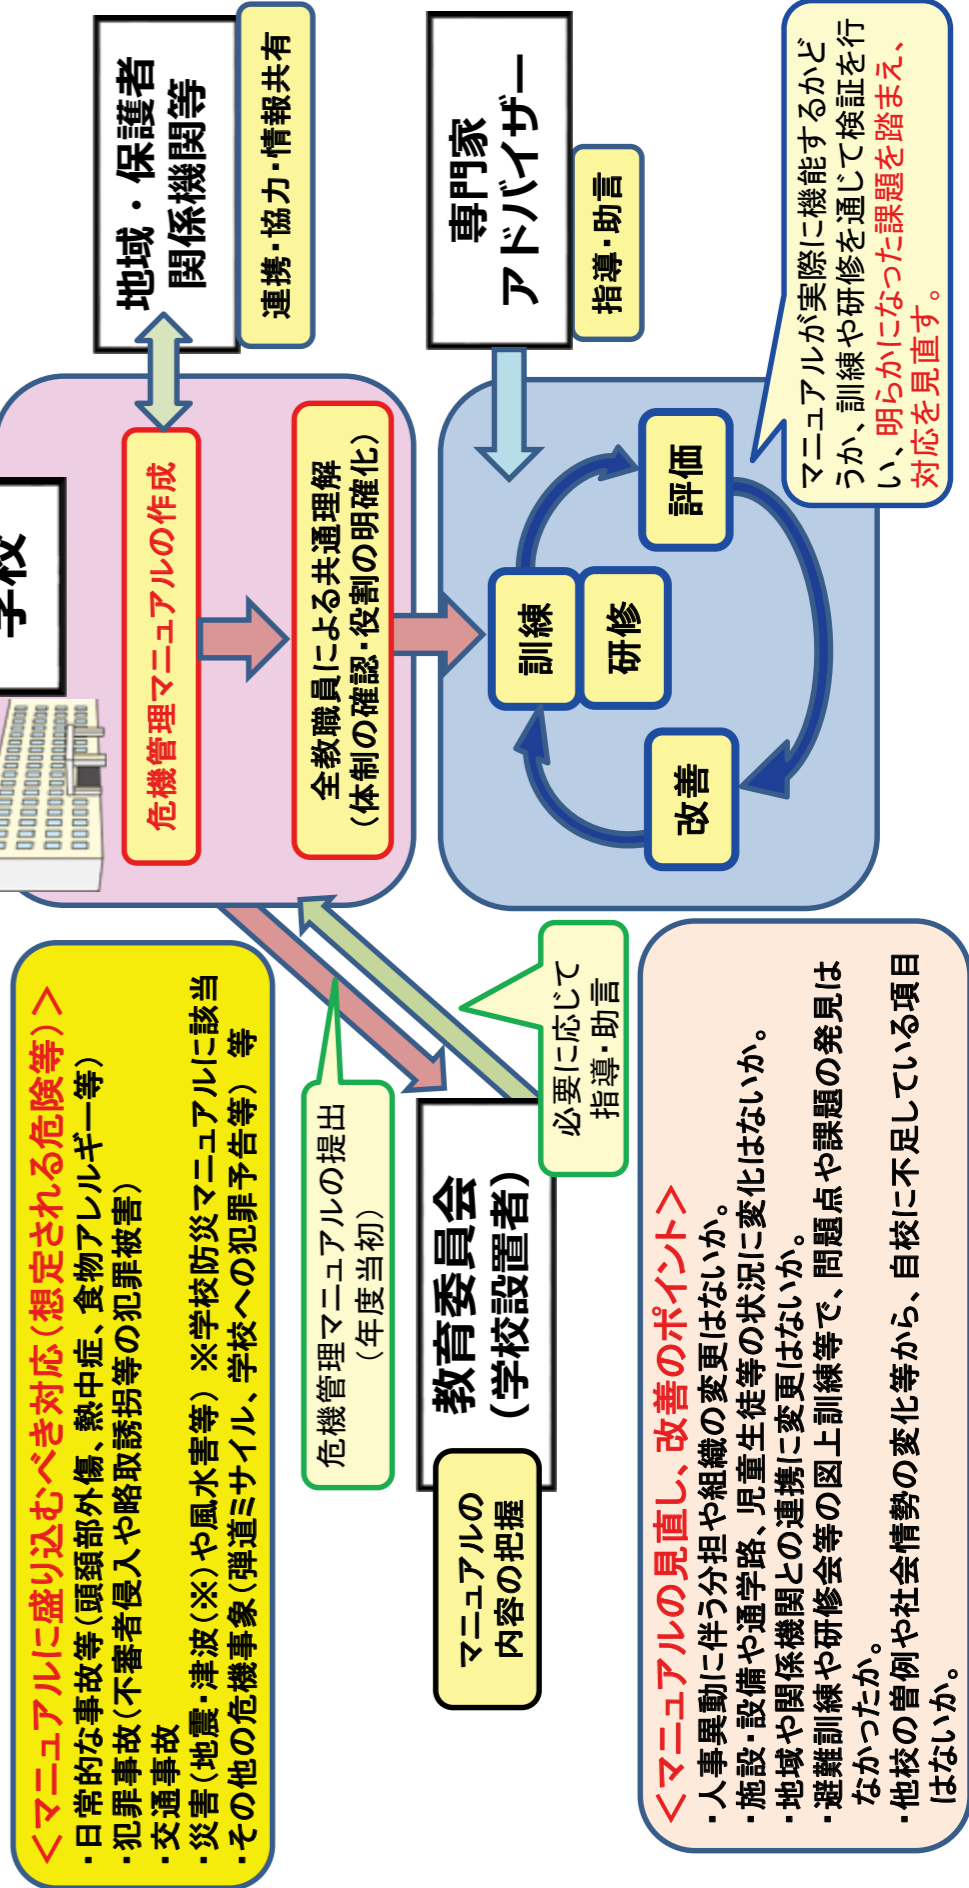 学校
<マニュアルに盛り込むべき対応(想定される危険等)>
・日常的な事故等(頭頸部外傷、熱中症、食物アレルギー等)
・犯罪事故(不審者侵入や略取誘拐等の犯罪被害)
・交通事故
・災害(地震・津波(※)や風水害等) ※学校防災マニュアルに該当
・その他の危機事象(弾道ミサイル、学校への犯罪予告等) 等
危機管理マニュアルの作成
全教職員による共通理解
(体制の確認・役割の明確化)
地域・保護者
関係機関等
連携・協力・情報共有
危機管理マニュアルの提出
(年度当初)
必要に応じて
指導・助言
教育委員会
(学校設置者)
マニュアルの
内容の把握
専門家
アドバイザー
指導・助言
訓練
研修
評価
改善
マニュアルが実際に機能するかど
うか、訓練や研修を通じて検証を行
い、明らかになった課題を踏まえ、
対応を見直す。
<マニュアルの見直し、改善のポイント>
・人事異動に伴う分担や組織の変更はないか。
・施設・設備や通学路、児童生徒等の状況に変化はないか。
・地域や関係機関との連携に変更はないか。
・避難訓練や研修会等の図上訓練等で、問題点や課題の発見は
なかったか。
・他校の曽例や社会情勢の変化等から、自校に不足している項目
はないか。